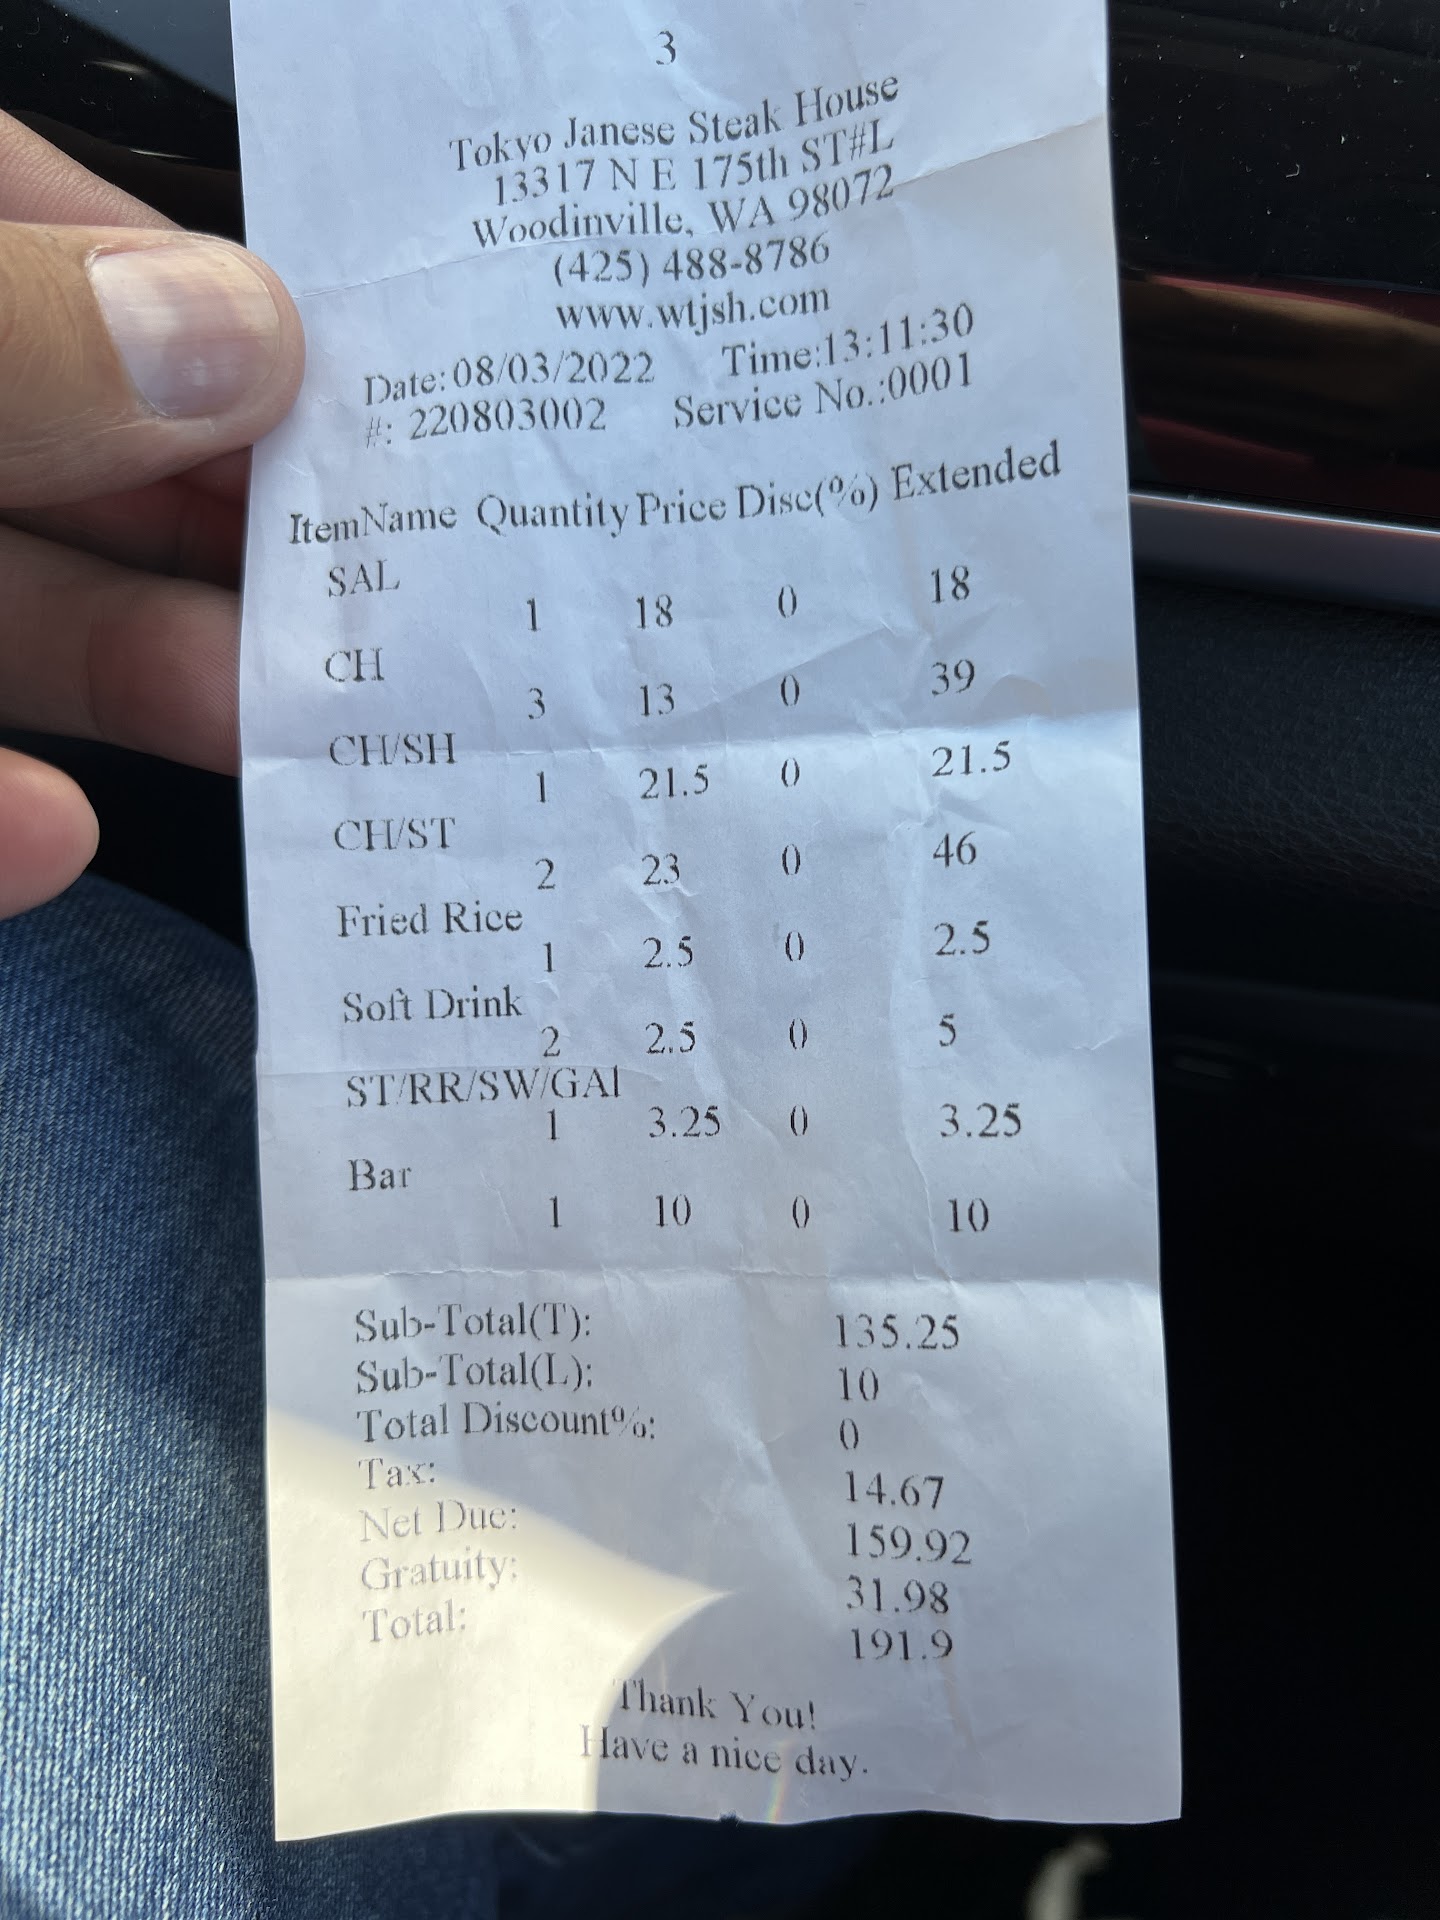 3
Tokyo Janese Steak House
13317 N E 175th ST#L
Woodinville, WA 98072
(425) 488-8786
www.wtjsh.com
Date:08/03/2022 Time:13:11:30
#: 220803002 Service No.:0001
ItemName Quantity Price Disc(%) Extended
SAL
1 18 0 18
CH
3 13 0 39
CH/SH
1 21.5 0 21.5
CH/ST
2 23 0 46
Fried Rice
1 2.5 0 2.5
Soft Drink
2 2.5 0 5
ST/RR/SW/GAI
1 3.25 0 3.25
Bar
1 10 0 10
Sub-Total(T): 135.25
Sub-Total(L): 10
Total Discount%: 0
Tax: 14.67
Net Due: 159.92
Gratuity: 31.98
Total: 191.9
Thank You!
Have a nice day.